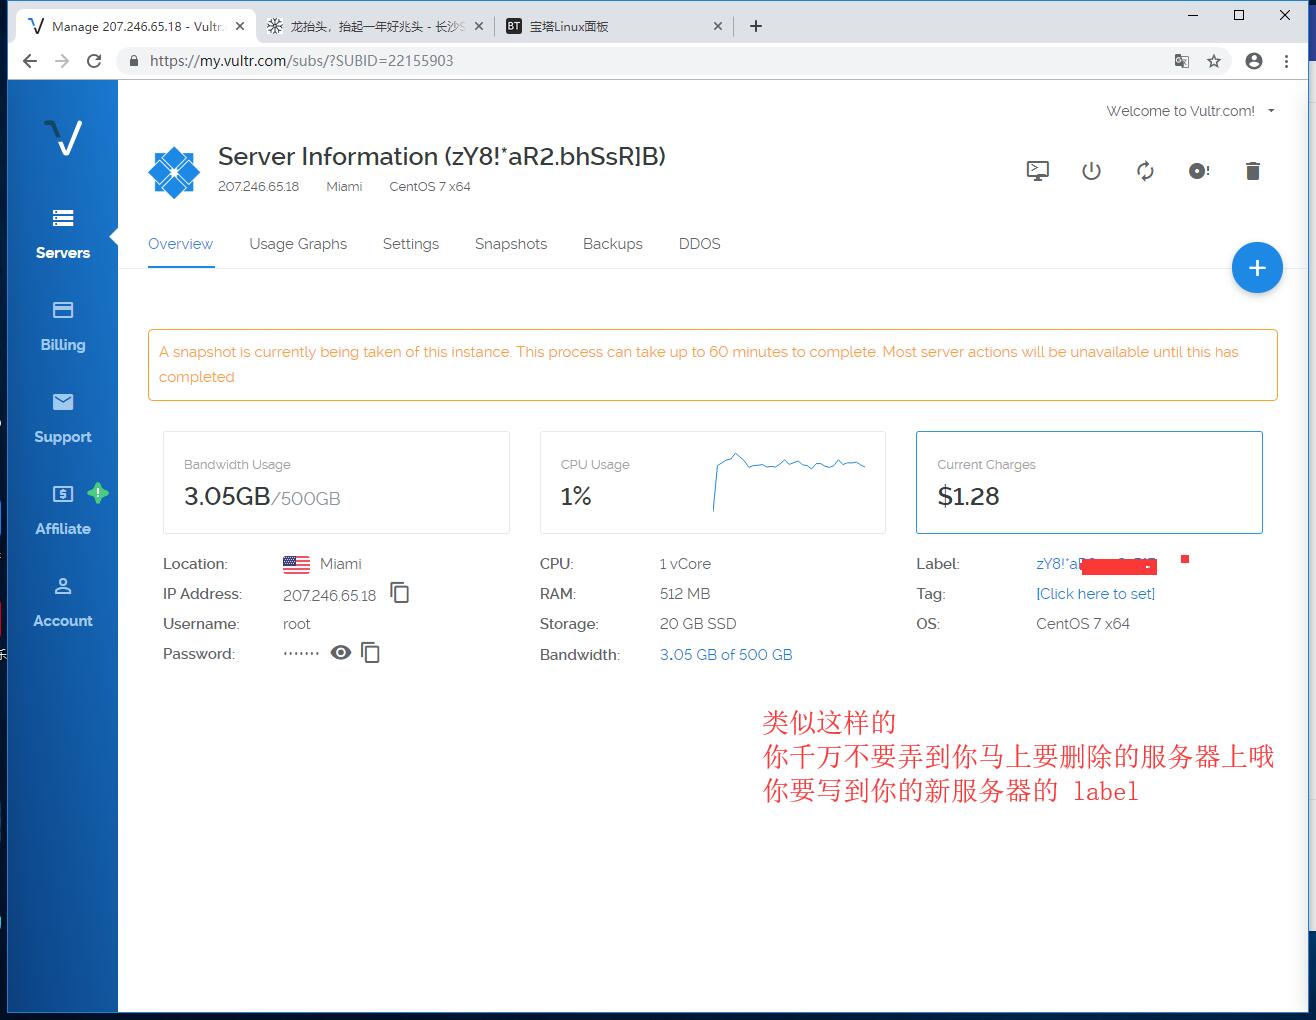 Manage 207.246.65.18 - Vultr
龙抬头，抬起一年好兆头 - 长沙
宝塔Linux面板
https://my.vultr.com/subs/?SUBID=22155903
Welcome to Vultr.com!
Server Information (zY8!*aR2.bhSsR]B)
207.246.65.18 Miami CentOS 7 x64
Servers
Billing
Support
Affiliate
Account
Overview Usage Graphs Settings Snapshots Backups DDOS
A snapshot is currently being taken of this instance. This process can take up to 60 minutes to complete. Most server actions will be unavailable until this has
completed
Bandwidth Usage
3.05GB/500GB
CPU Usage
1%
Current Charges
$1.28
Location: Miami
IP Address: 207.246.65.18
Username: root
Password: ·······
CPU: 1 vCore
RAM: 512 MB
Storage: 20 GB SSD
Bandwidth: 3.05 GB of 500 GB
Label: zY8!*a
Tag: [Click here to set]
OS: CentOS 7 x64
类似这样的
你千万不要弄到你马上要删除的服务器上哦
你要写到你的新服务器的 label